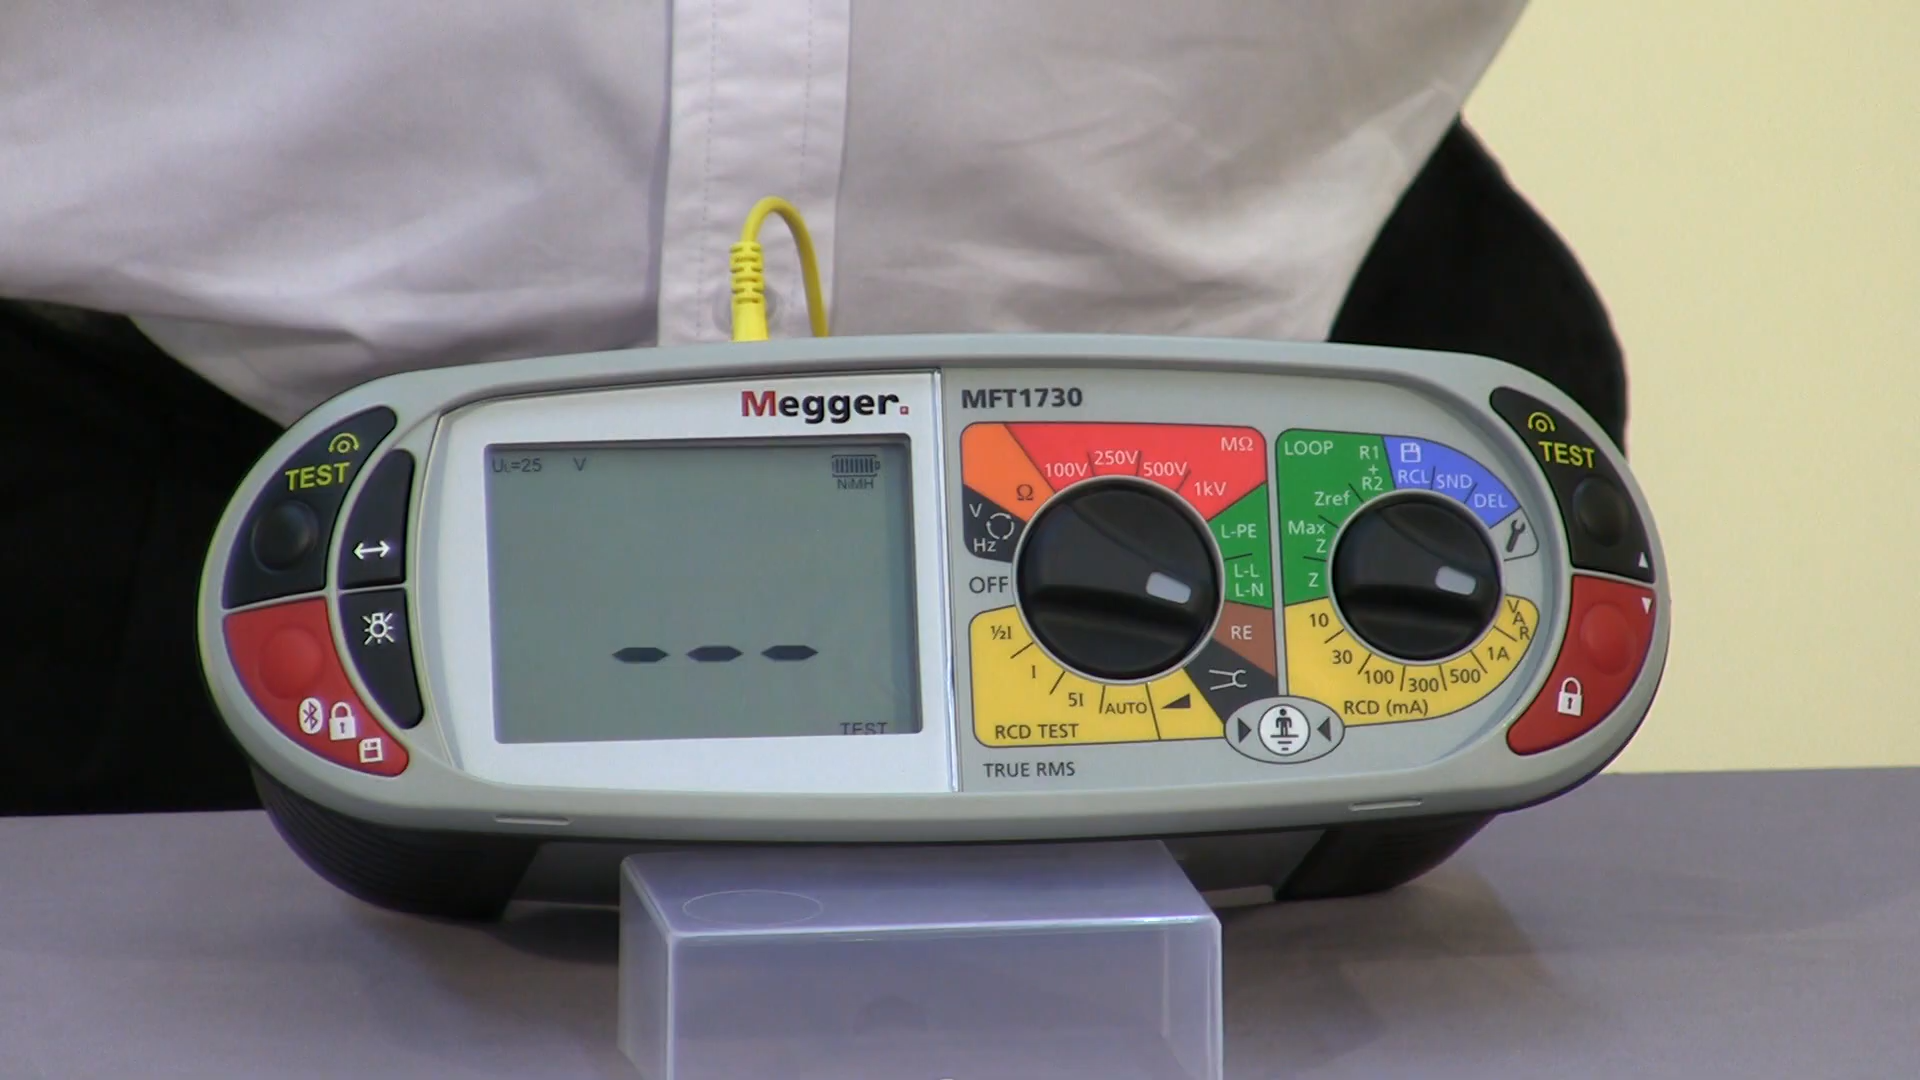 Megger.
MFT1730
TEST
UL=25 V
NiMH
TEST
MΩ
100V 250V 500V 1kV
Ω
V
Hz
OFF
L-PE
L-L
L-N
RE
½I
I
5I
AUTO
RCD TEST
TRUE RMS
LOOP
R1
+
R2
Zref
Max
Z
Z
RCL SND DEL
10
30
100
300
500
1A
VAR
RCD (mA)
TEST